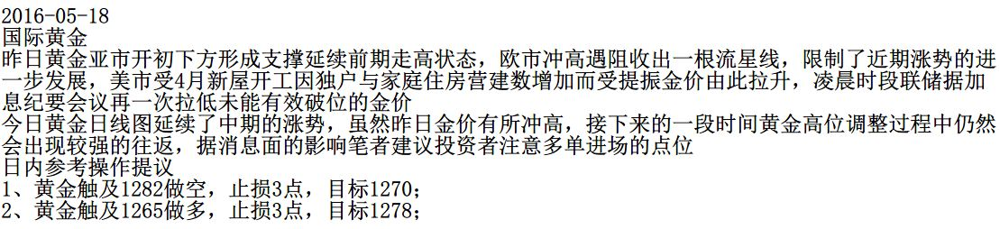 2016-05-18
国际黄金
昨日黄金亚市开初下方形成支撑延续前期走高状态，欧市冲高遇阻收出一根流星线，限制了近期涨势的进
一步发展，美市受4月新屋开工因独户与家庭住房营建数增加而受提振金价由此拉升，凌晨时段联储据加
息纪要会议再一次拉低未能有效破位的金价
今日黄金日线图延续了中期的涨势，虽然昨日金价有所冲高，接下来的一段时间黄金高位调整过程中仍然
会出现较强的往返，据消息面的影响笔者建议投资者注意多单进场的点位
日内参考操作提议
1、黄金触及1282做空，止损3点，目标1270；
2、黄金触及1265做多，止损3点，目标1278；